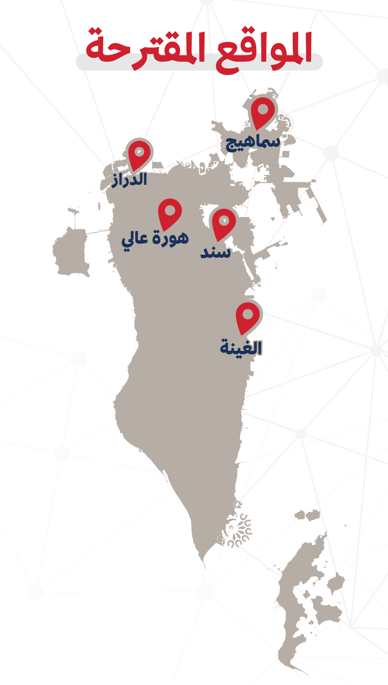 المواقع المقترحة
سماهيج
الدراز
هورة عالي
سند
الغينة